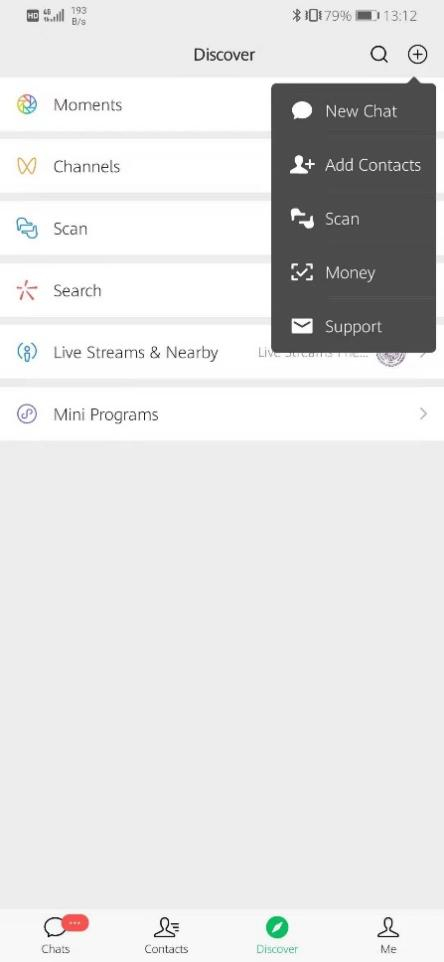 HD 4G 193 B/s 79% 13:12
Discover
Moments
Channels
Scan
Search
Live Streams & Nearby
Live Streams
Mini Programs
New Chat
Add Contacts
Scan
Money
Support
Chats
Contacts
Discover
Me